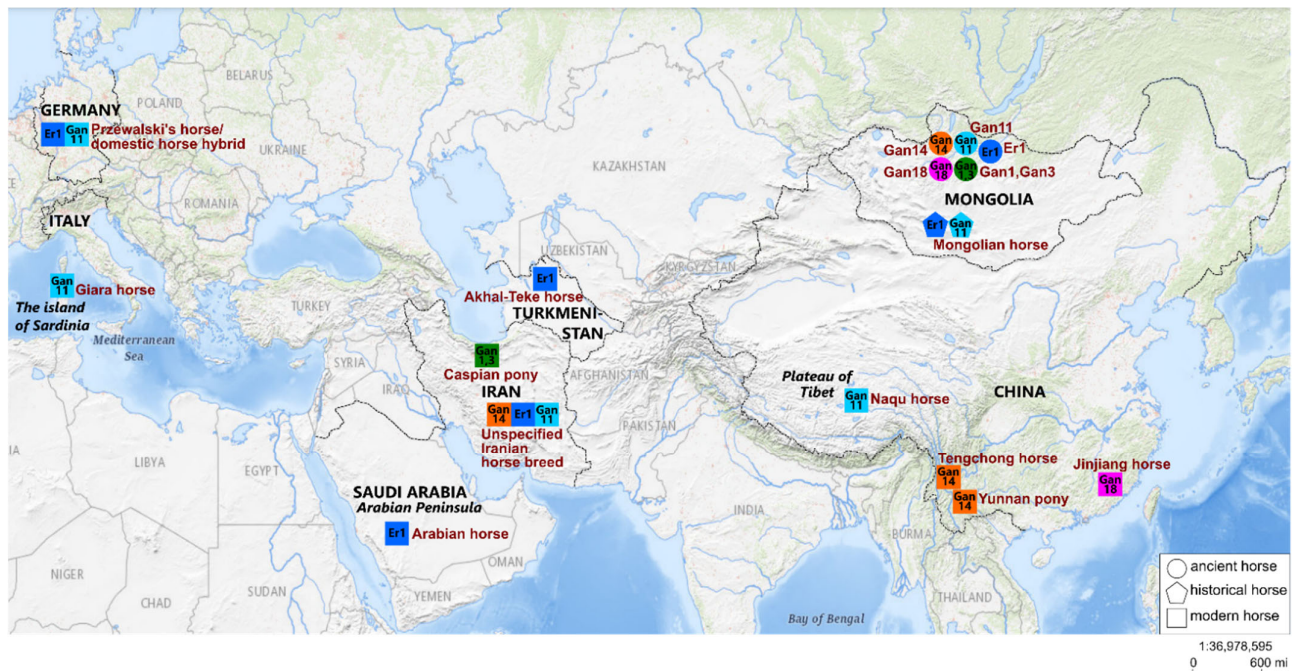 BELARUS
GERMANY
POLAND
Er1
Gan
11
Przewalski's horse/
domestic horse hybrid
UKRAINE
KAZAKHSTAN
Gan11
Gan14
Gan
14
Gan
11
Er1
Er1
Gan18
Gan
18
Gan
1,3
Gan1,Gan3
MONGOLIA
ROMANIA
ITALY
Er1
Gan
11
Mongolian horse
UZBEKISTAN
KYRGYZSTAN
Gan
11
Giara horse
Er1
Akhal-Teke horse
The island
of Sardinia
TURKEY
TURKMENI-
STAN
Mediterranean
Sea
SYRIA
Gan
1,3
Caspian pony
AFGHANISTAN
IRAQ
IRAN
Plateau of
Tibet
CHINA
Gan
11
Naqu horse
Gan
14
Er1
Gan
11
Unspecified
Iranian
horse breed
PAKISTAN
LIBYA
EGYPT
Tengchong horse
Gan
14
Jinjiang horse
Gan
18
SAUDI ARABIA
Arabian Peninsula
Gan
14
Yunnan pony
INDIA
Er1
Arabian horse
BURMA
OMAN
NIGER
CHAD
SUDAN
YEMEN
THAILAND
Bay of Bengal
ancient horse
historical horse
modern horse
1:36,978,595
0 600 mi